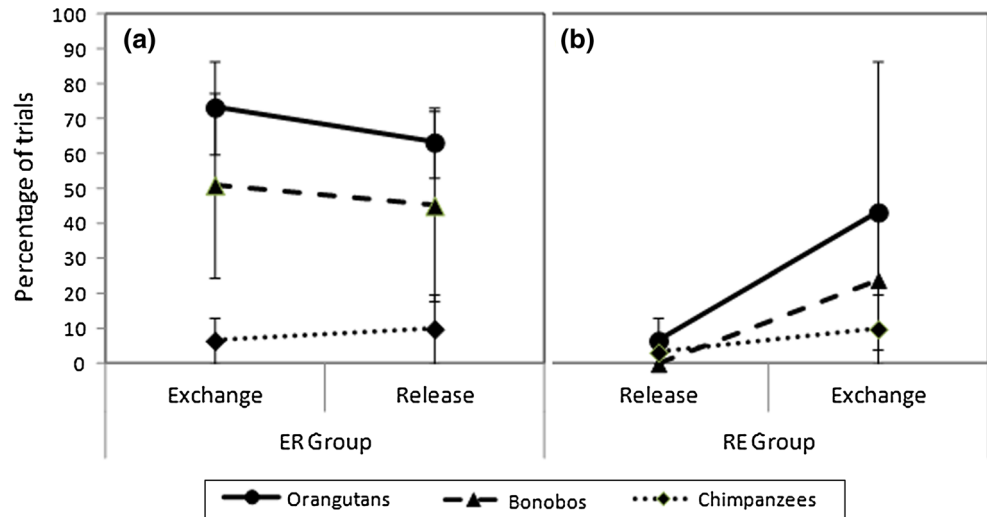 Percentage of trials
100
90
80
70
60
50
40
30
20
10
0
(a)
(b)
Exchange Release
Release Exchange
ER Group
RE Group
Orangutans Bonobos Chimpanzees